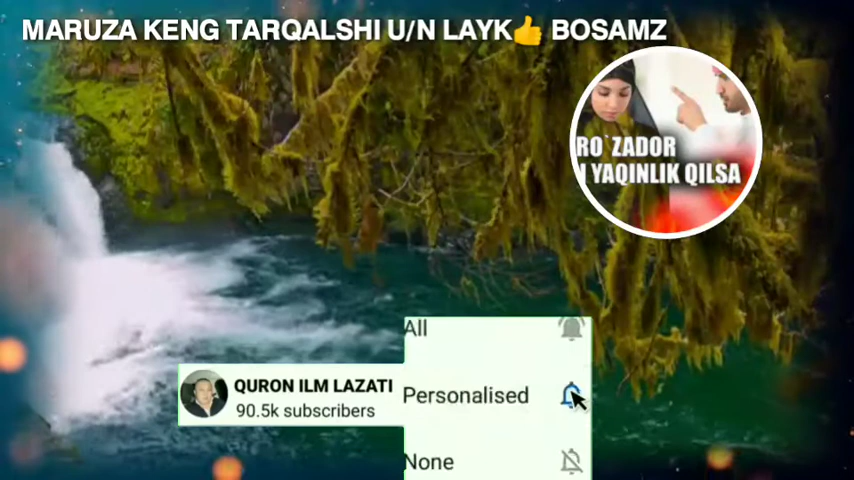 MARUZA KENG TARQALSHI U/N LAYK👍 BOSAMZ
RO`ZADOR
YAQINLIK QILSA
All
QURON ILM LAZATI
90.5k subscribers
Personalised
None